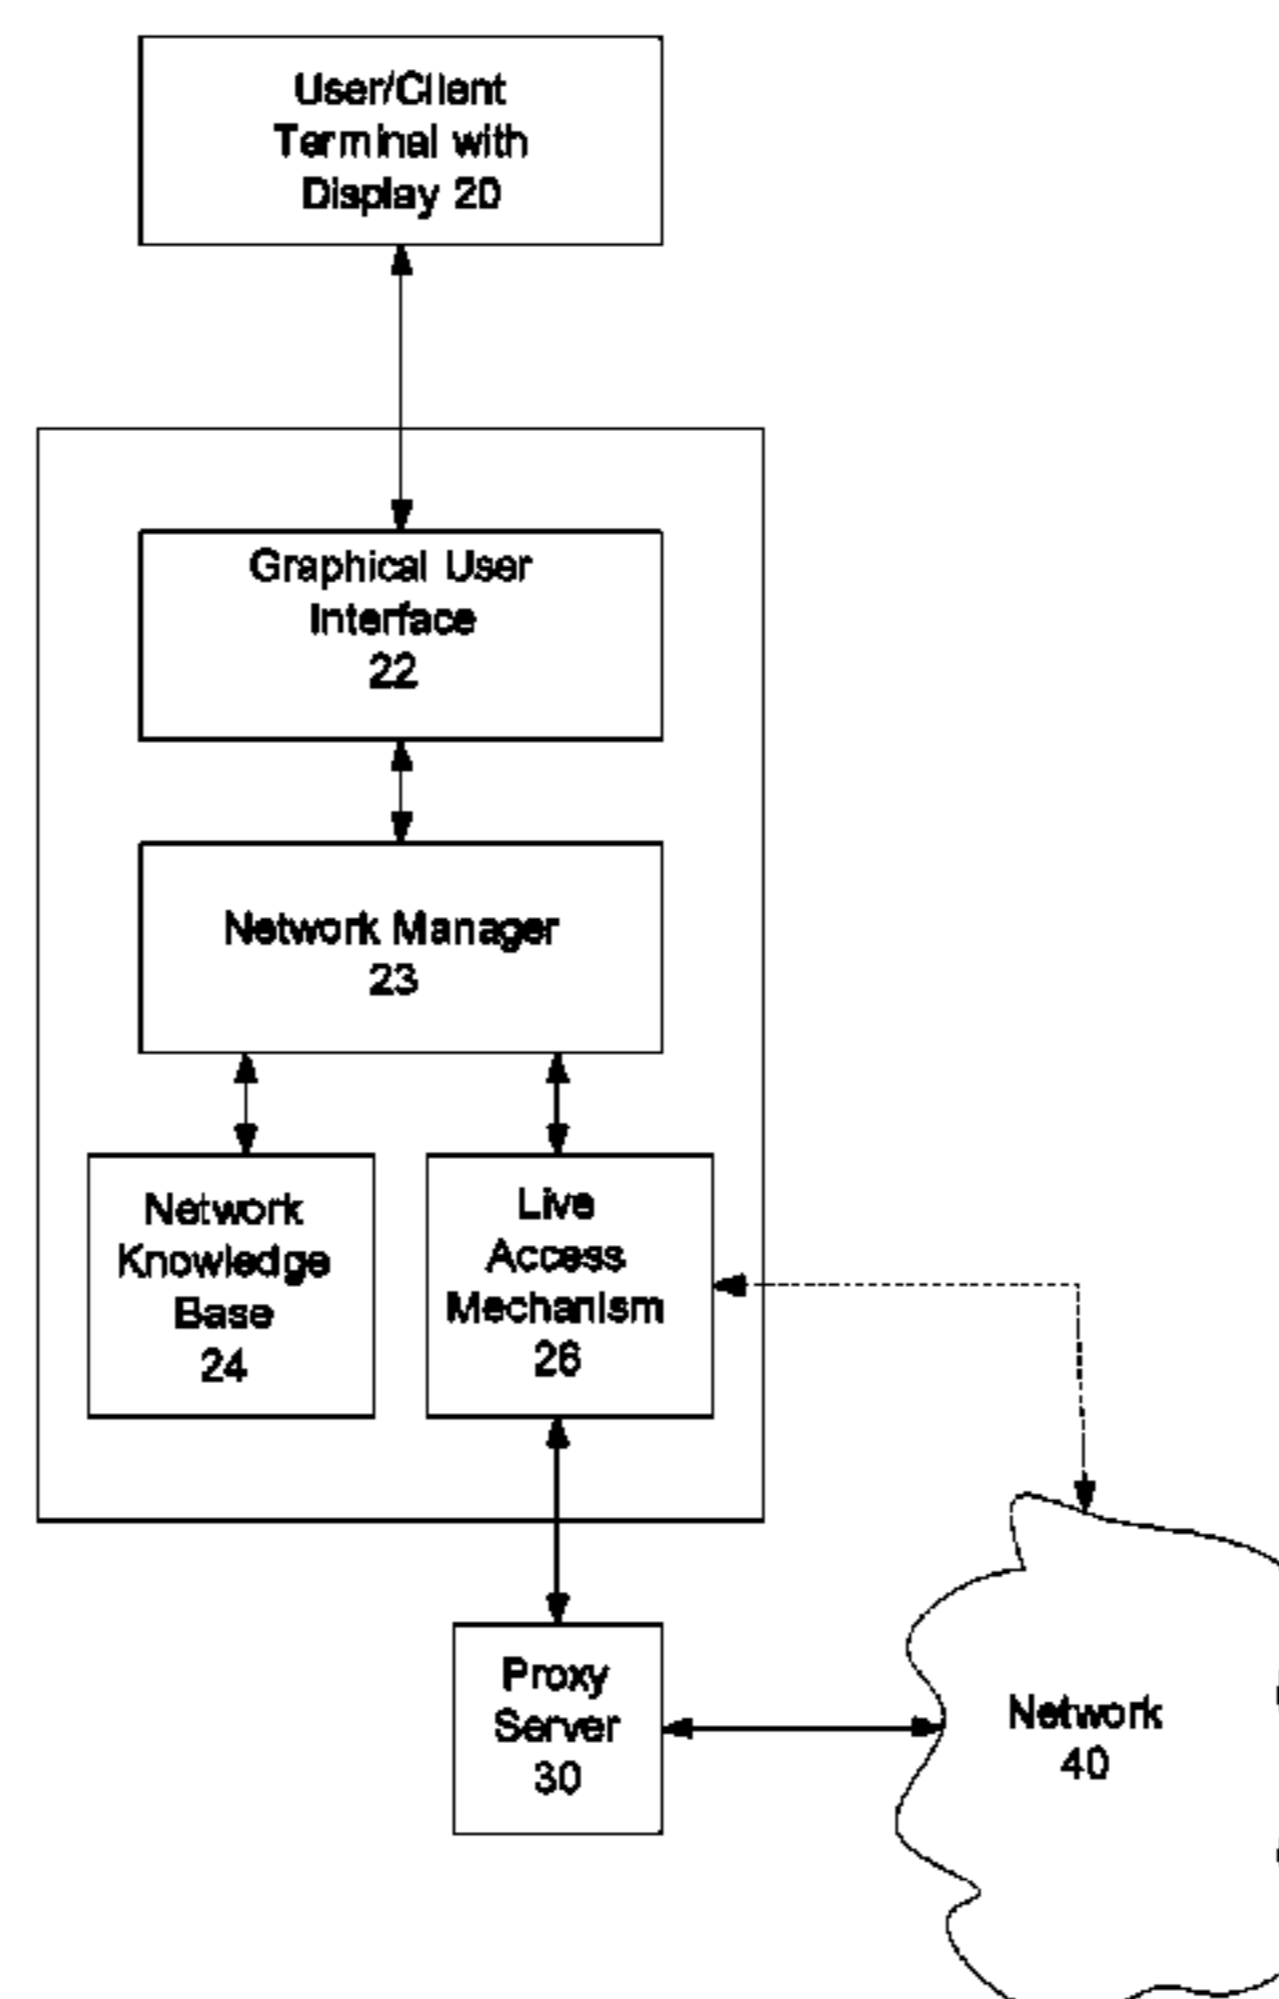 User/Client
Terminal with
Display 20
Graphical User
Interface
22
Network Manager
23
Network
Knowledge
Base
24
Live
Access
Mechanism
26
Proxy
Server
30
Network
40